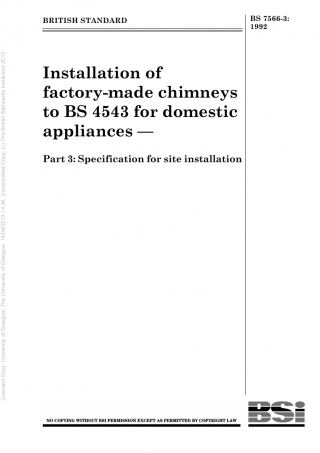 BRITISH STANDARD
BS 7566-3:
1992
Installation of
factory-made chimneys
to BS 4543 for domestic
appliances —
Part 3: Specification for site installation
NO COPYING WITHOUT BSI PERMISSION EXCEPT AS PERMITTED BY COPYRIGHT LAW
BSi
Licensed Copy: University of Glasgow, The University of Glasgow, 14/03/2013 14:36, Uncontrolled Copy, (c) The British Standards Institution 2013